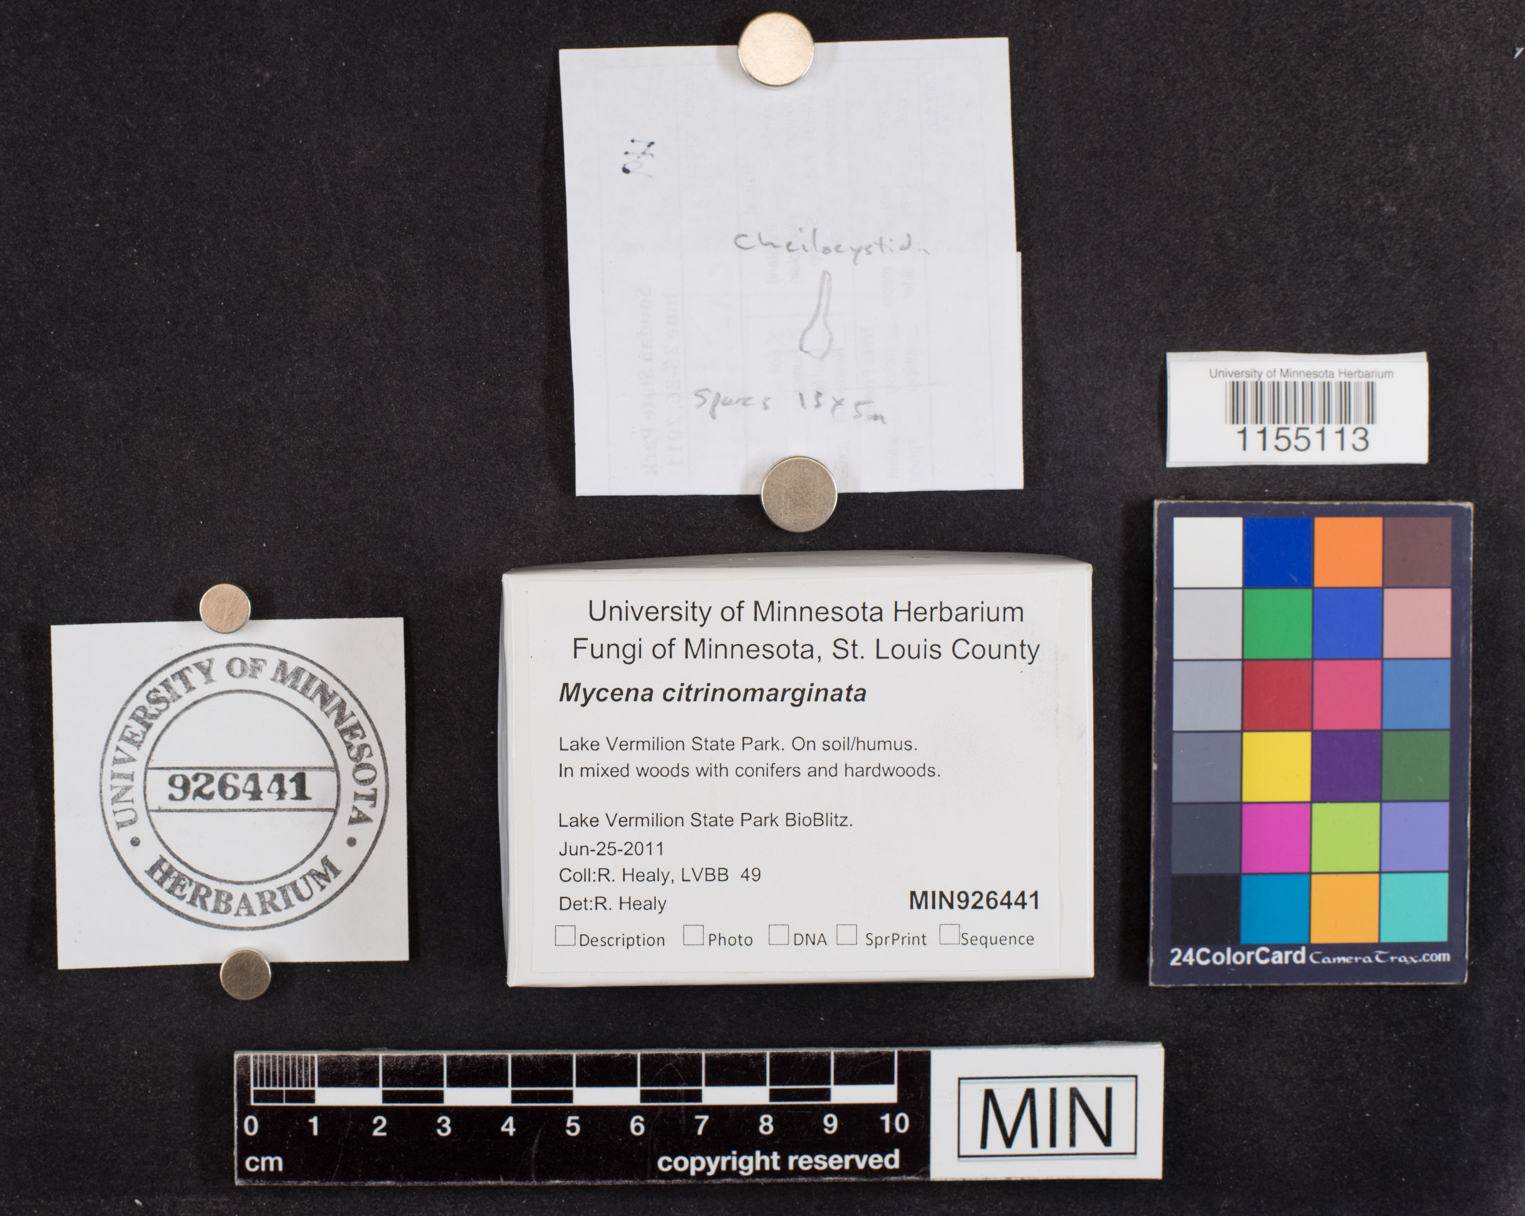 49
Cheilocystidia
Spores 13 x 5 m
University of Minnesota Herbarium
1155113
UNIVERSITY OF MINNESOTA
926441
HERBARIUM
University of Minnesota Herbarium
Fungi of Minnesota, St. Louis County
Mycena citrinomarginata
Lake Vermilion State Park. On soil/humus.
In mixed woods with conifers and hardwoods.
Lake Vermilion State Park BioBlitz.
Jun-25-2011
Coll:R. Healy, LVBB 49
Det:R. Healy
MIN926441
Description Photo DNA SprPrint Sequence
24ColorCard CameraTrax.com
0 1 2 3 4 5 6 7 8 9 10
cm
copyright reserved
MIN